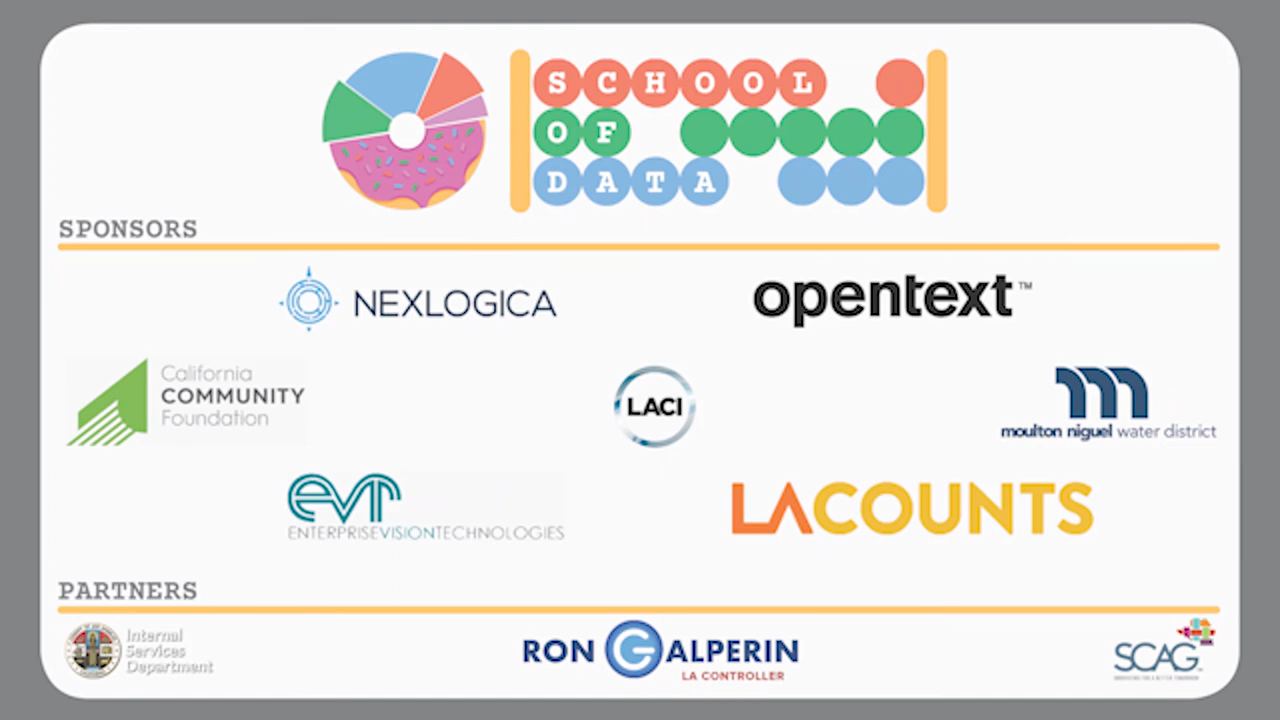 SCHOOL
OF
DATA
SPONSORS
NEXLOGICA
opentext™
California
COMMUNITY
Foundation
LACI
moulton niguel water district
evt
ENTERPRISEVISIONTECHNOLOGIES
LACOUNTS
PARTNERS
Internal
Services
Department
RON GALPERIN
LA CONTROLLER
SCAG